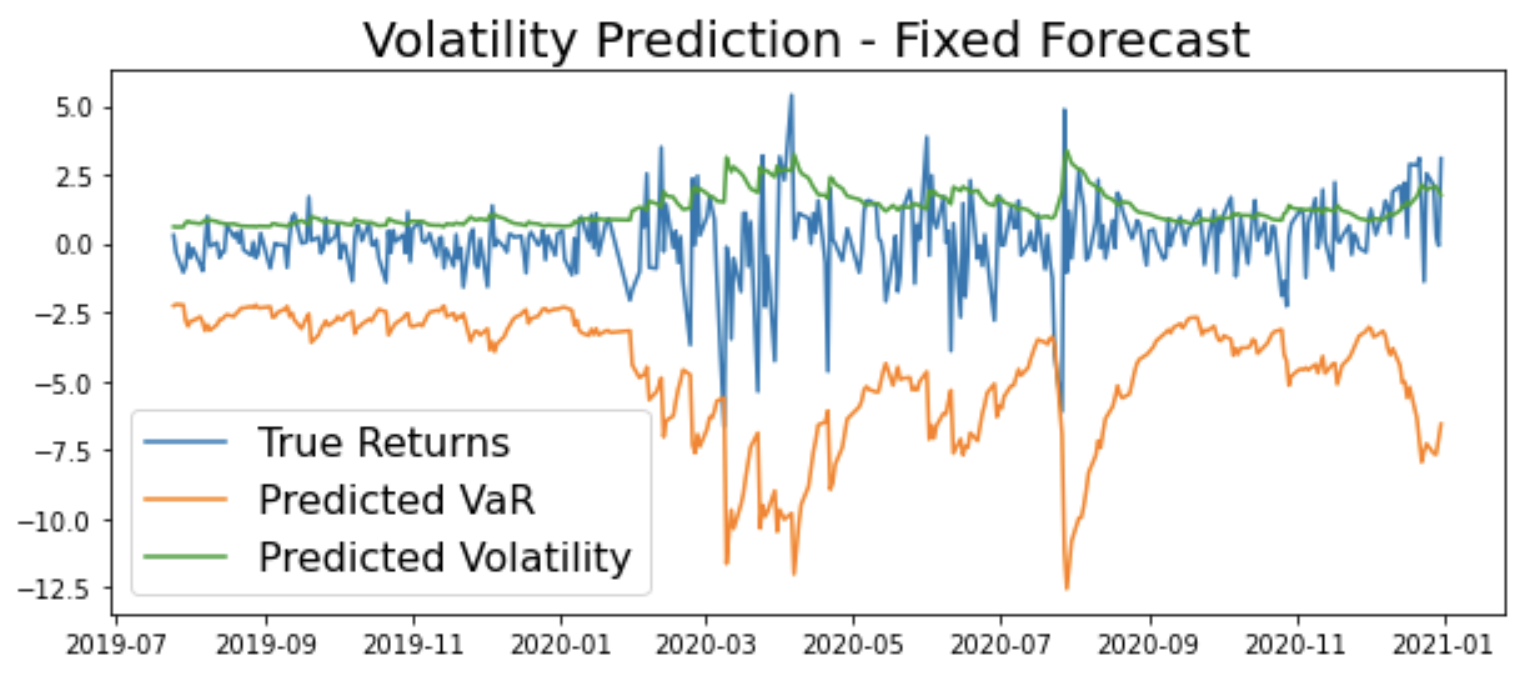 Volatility Prediction - Fixed Forecast
5.0
2.5
0.0
−2.5
−5.0
−7.5
−10.0
−12.5
True Returns
Predicted VaR
Predicted Volatility
2019-07 2019-09 2019-11 2020-01 2020-03 2020-05 2020-07 2020-09 2020-11 2021-01